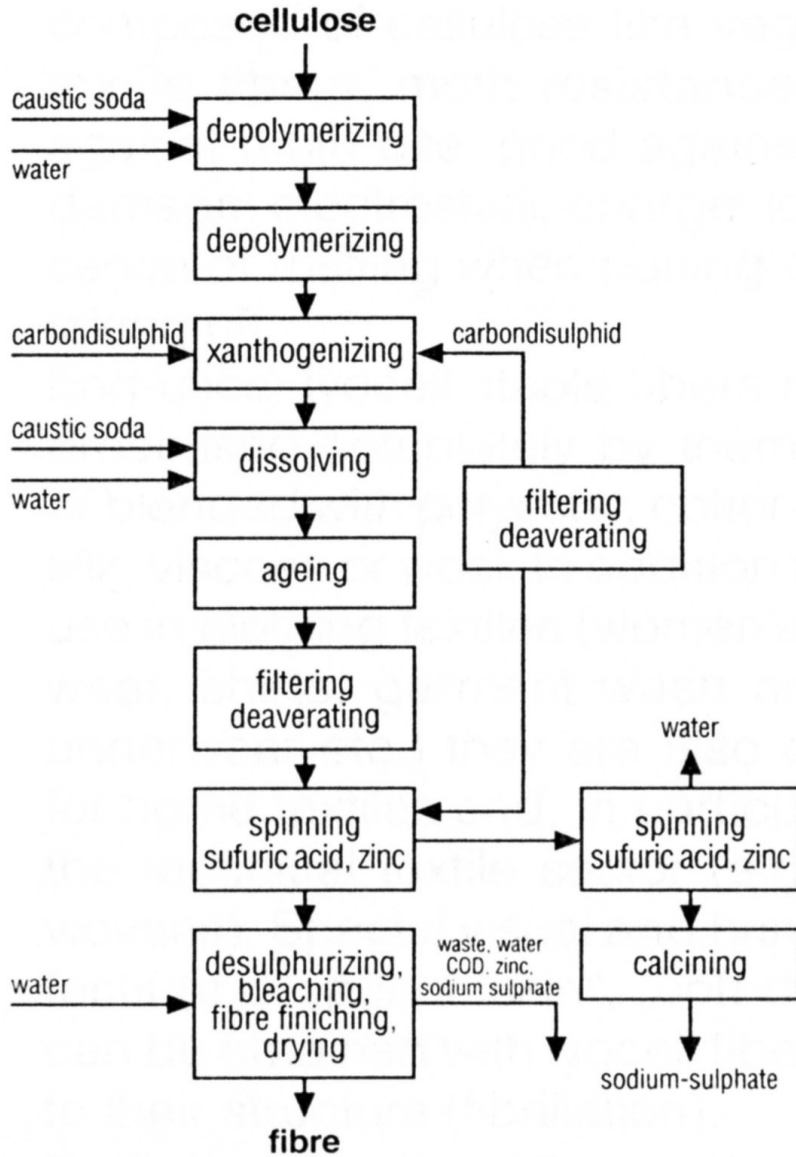 cellulose
caustic soda
water
depolymerizing
depolymerizing
carbondisulphid
xanthogenizing
carbondisulphid
caustic soda
water
dissolving
filtering
deaverating
ageing
filtering
deaverating
water
spinning
sufuric acid, zinc
spinning
sufuric acid, zinc
water
desulphurizing,
bleaching,
fibre finiching,
drying
waste, water
COD. zinc,
sodium sulphate
calcining
sodium-sulphate
fibre